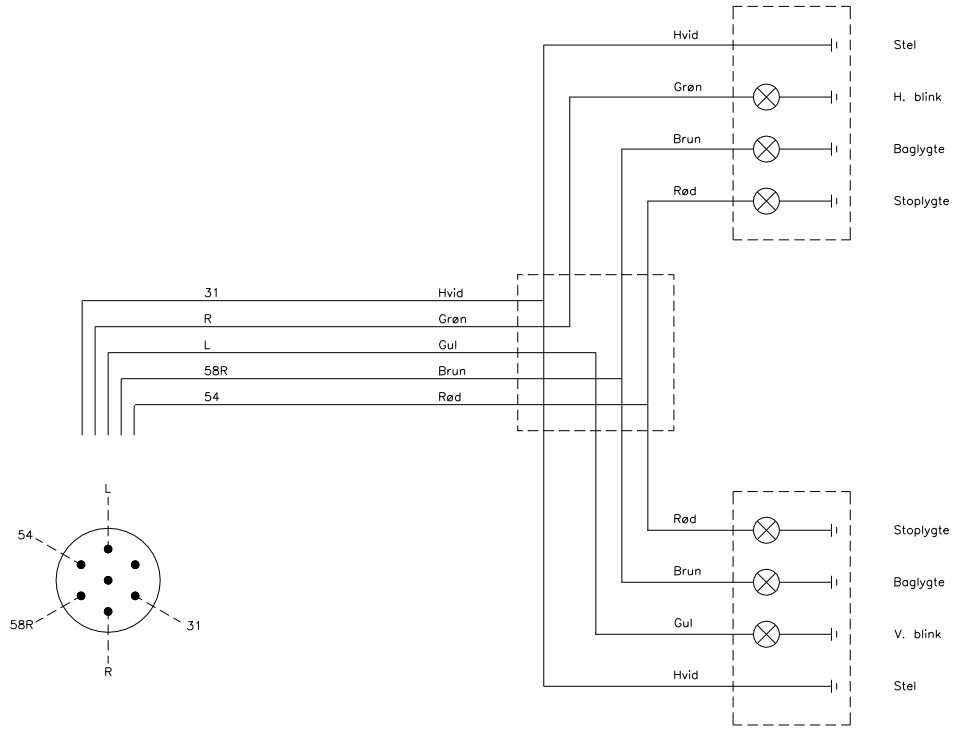 Hvid Stel
Grøn H. blink
Brun Baglygte
Rød Stoplygte
31 Hvid
R Grøn
L Gul
58R Brun
54 Rød
L
54
58R
31
R
Rød Stoplygte
Brun Baglygte
Gul V. blink
Hvid Stel